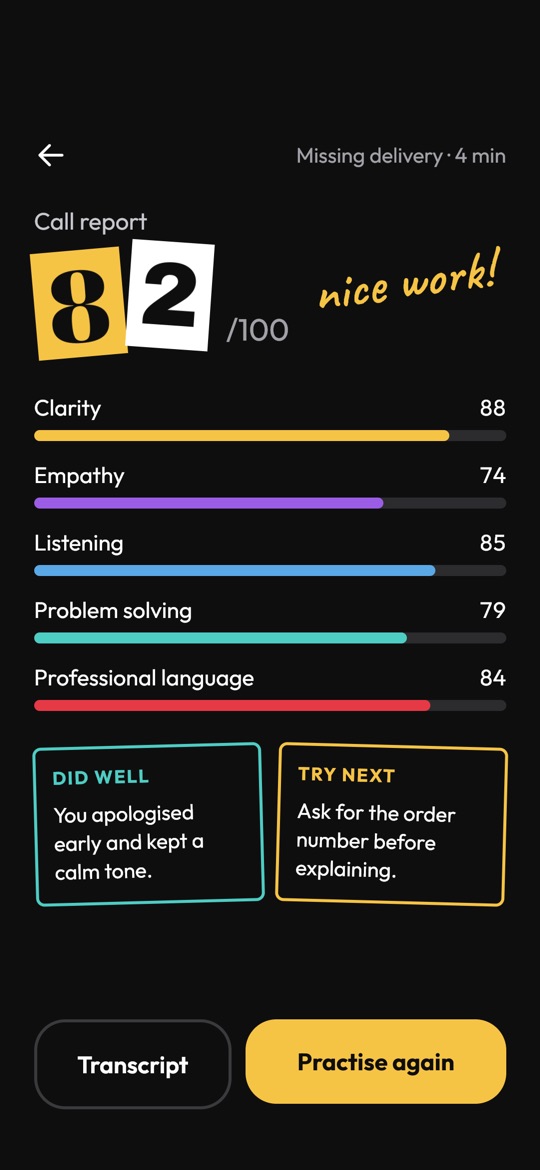 Missing delivery · 4 min
Call report
82 /100
nice work!
Clarity 88
Empathy 74
Listening 85
Problem solving 79
Professional language 84
DID WELL
You apologised
early and kept a
calm tone.
TRY NEXT
Ask for the order
number before
explaining.
Transcript
Practise again